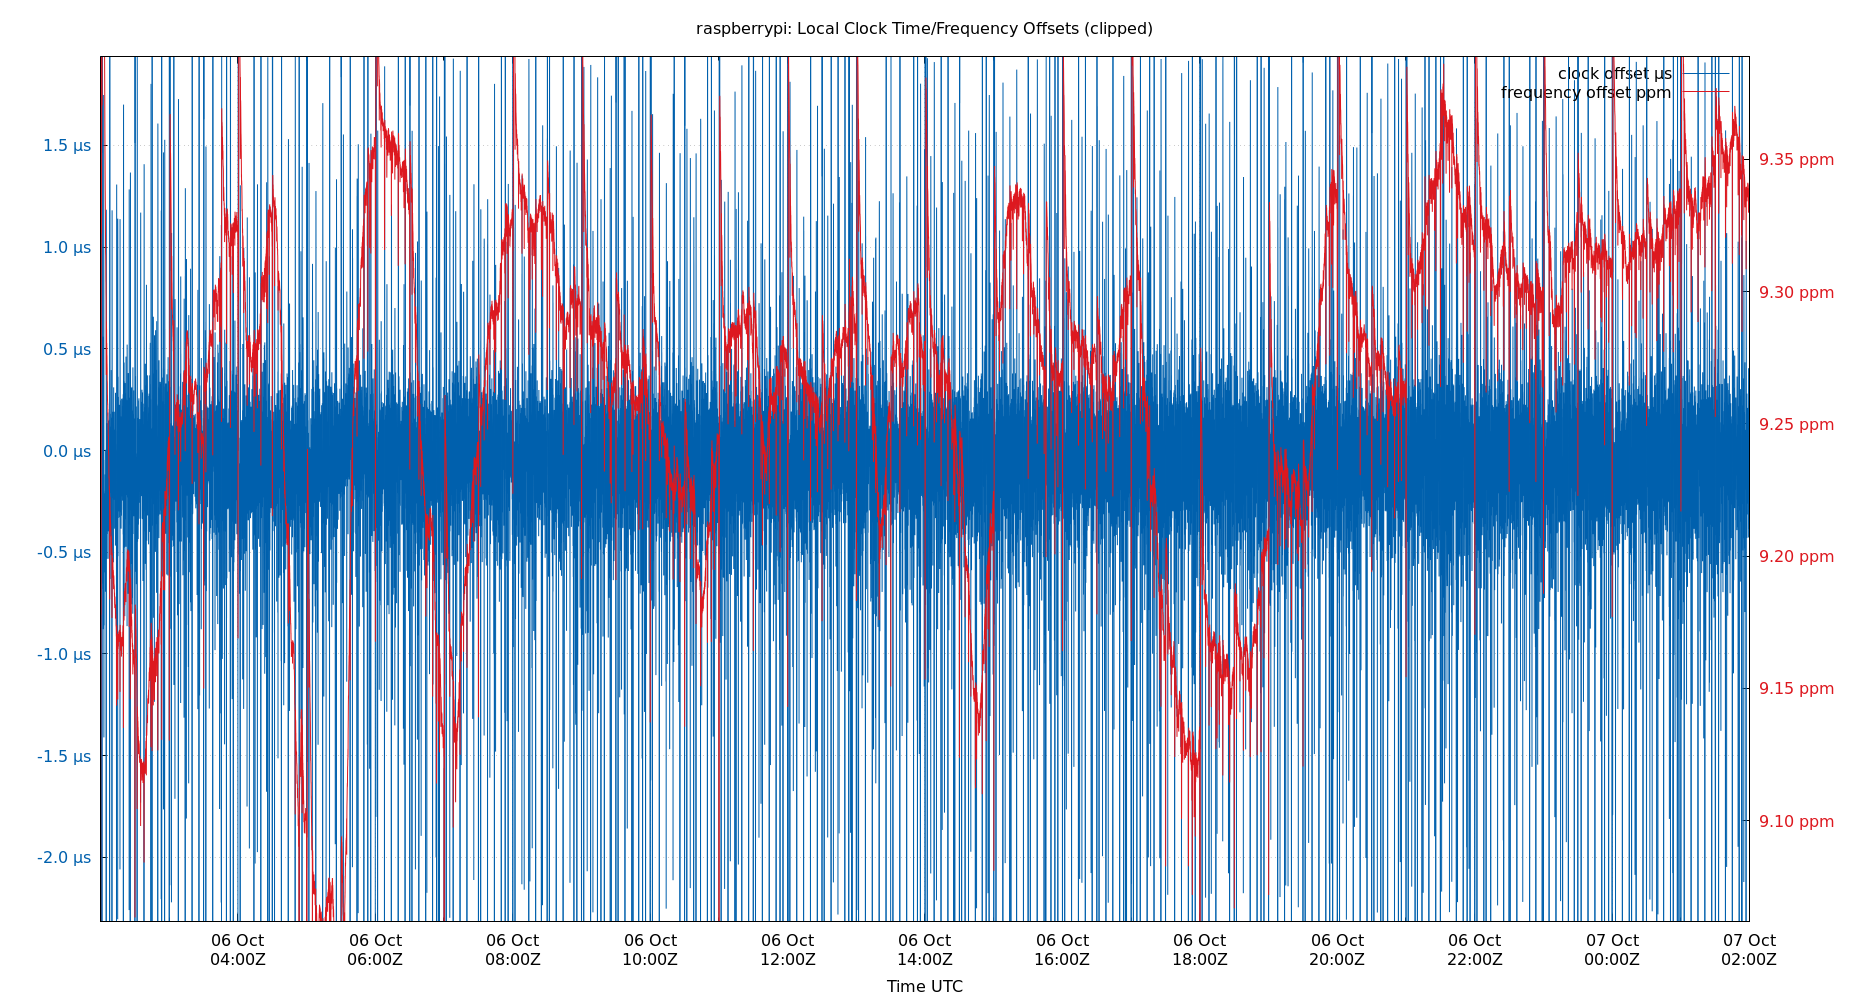 raspberrypi: Local Clock Time/Frequency Offsets (clipped)
clock offset µs
frequency offset ppm
1.5 µs
1.0 µs
0.5 µs
0.0 µs
-0.5 µs
-1.0 µs
-1.5 µs
-2.0 µs
9.35 ppm
9.30 ppm
9.25 ppm
9.20 ppm
9.15 ppm
9.10 ppm
06 Oct 06 Oct 06 Oct 06 Oct 06 Oct 06 Oct 06 Oct 06 Oct 06 Oct 06 Oct 07 Oct 07 Oct
04:00Z 06:00Z 08:00Z 10:00Z 12:00Z 14:00Z 16:00Z 18:00Z 20:00Z 22:00Z 00:00Z 02:00Z
Time UTC